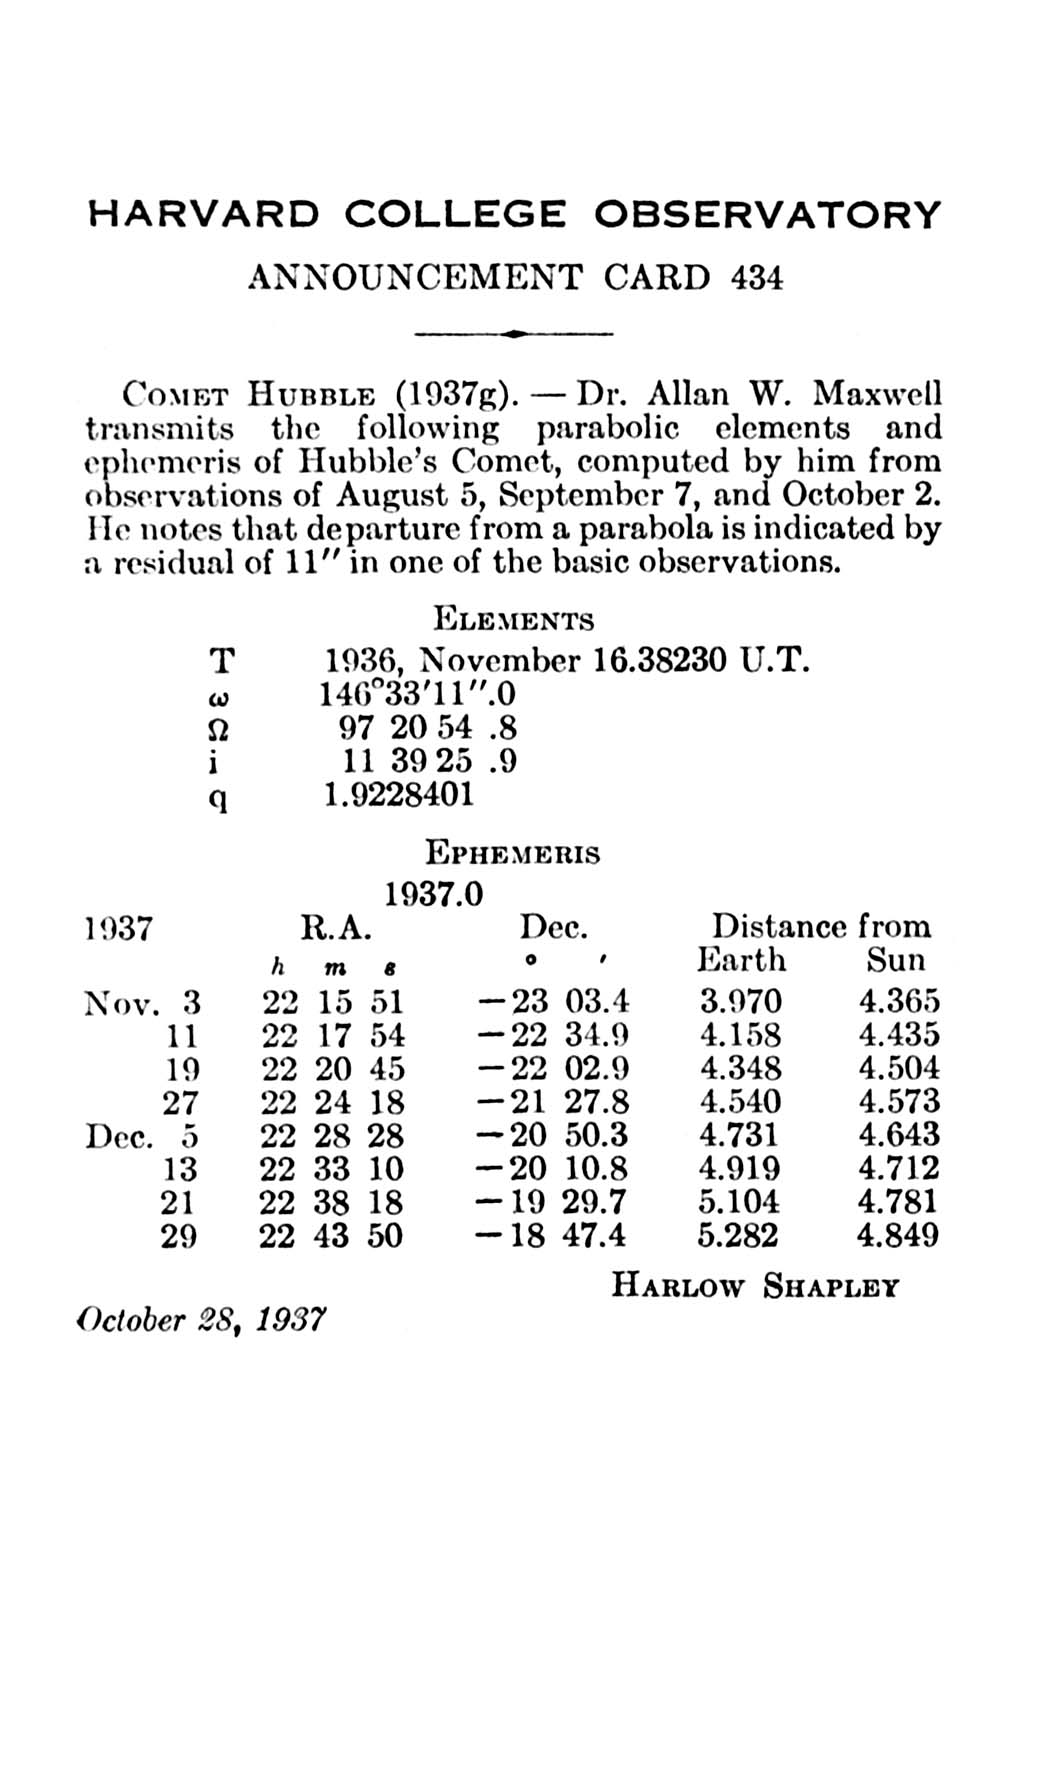 HARVARD COLLEGE OBSERVATORY
ANNOUNCEMENT CARD 434
COMET HUBBLE (1937g). — Dr. Allan W. Maxwell
transmits the following parabolic elements and
ephemeris of Hubble's Comet, computed by him from
observations of August 5, September 7, and October 2.
He notes that departure from a parabola is indicated by
a residual of 11″ in one of the basic observations.
ELEMENTS
T 1936, November 16.38230 U.T.
ω 146°33′11″.0
Ω 97 20 54 .8
i 11 39 25 .9
q 1.9228401
EPHEMERIS
1937.0
1937 R.A. Dec. Distance from
h m s ° ′ Earth Sun
Nov. 3 22 15 51 −23 03.4 3.970 4.365
11 22 17 54 −22 34.9 4.158 4.435
19 22 20 45 −22 02.9 4.348 4.504
27 22 24 18 −21 27.8 4.540 4.573
Dec. 5 22 28 28 −20 50.3 4.731 4.643
13 22 33 10 −20 10.8 4.919 4.712
21 22 38 18 −19 29.7 5.104 4.781
29 22 43 50 −18 47.4 5.282 4.849
HARLOW SHAPLEY
October 28, 1937